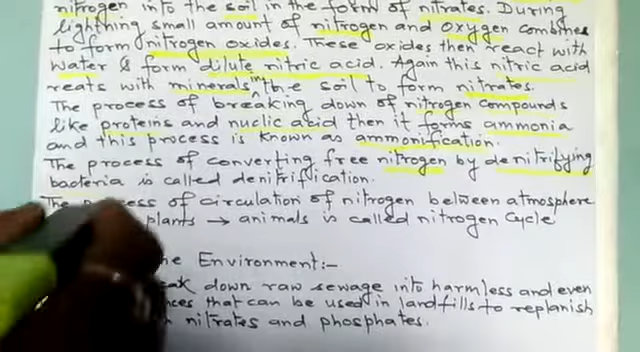 nitrogen into the soil in the form of nitrates. During
lightning small amount of nitrogen and oxygen combines
to form nitrogen oxides. These oxides then react with
water & form dilute nitric acid. Again this nitric acid
reats with minerals in the soil to form nitrates.
The process of breaking down of nitrogen compounds
like proteins and nuclic acid then it forms ammonia
and this process is known as ammonification.
The process of converting free nitrogen by denitrifying
bacteria is called denitrification.
The of circulation of nitrogen between atmosphere
plants → animals is called nitrogen cycle
Environment:-
down raw sewage into harmless and even
that can be used in landfills to replanish
nitrates and phosphates.